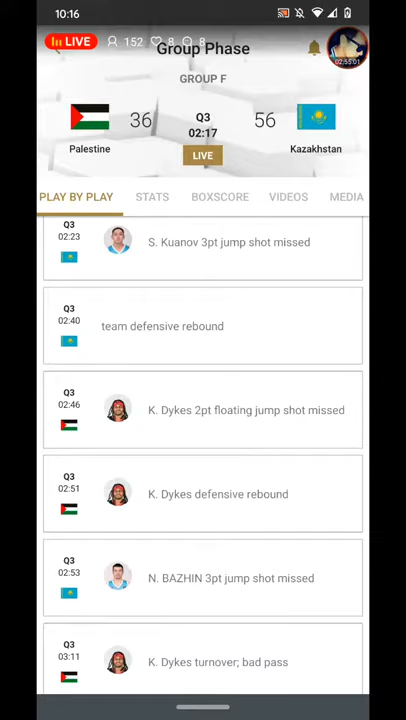 10:16
LIVE 152 8 8
Group Phase
02:55:01
GROUP F
36 Q3 56
02:17
Palestine Kazakhstan
LIVE
PLAY BY PLAY STATS BOXSCORE VIDEOS MEDIA
Q3
02:23
S. Kuanov 3pt jump shot missed
Q3
02:40
team defensive rebound
Q3
02:46
K. Dykes 2pt floating jump shot missed
Q3
02:51
K. Dykes defensive rebound
Q3
02:53
N. BAZHIN 3pt jump shot missed
Q3
03:11
K. Dykes turnover; bad pass